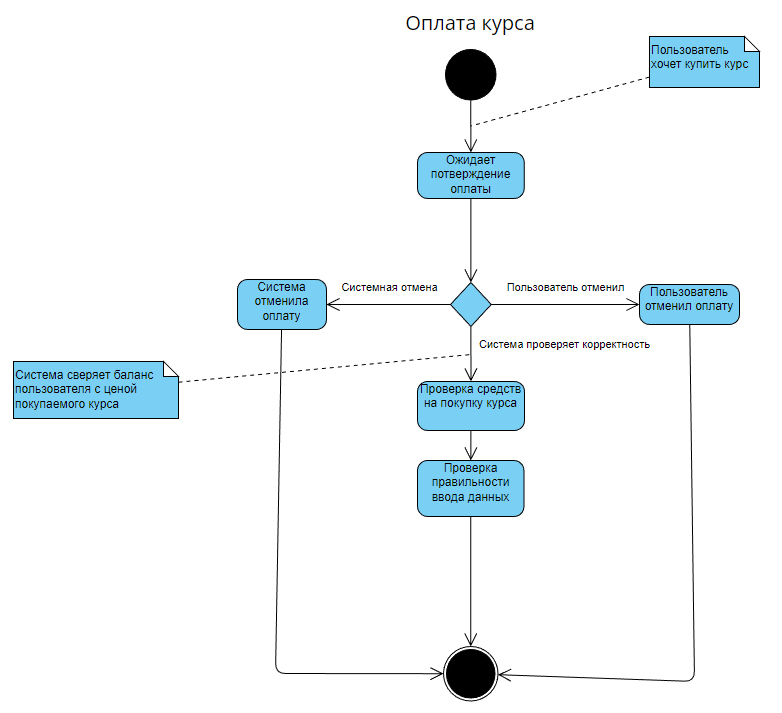 Оплата курса
Пользователь
хочет купить курс
Ожидает
потверждение
оплаты
Система
отменила
оплату
Системная отмена
Пользователь отменил
Пользователь
отменил оплату
Система проверяет корректность
Система сверяет баланс
пользователя с ценой
покупаемого курса
Проверка средств
на покупку курса
Проверка
правильности
ввода данных